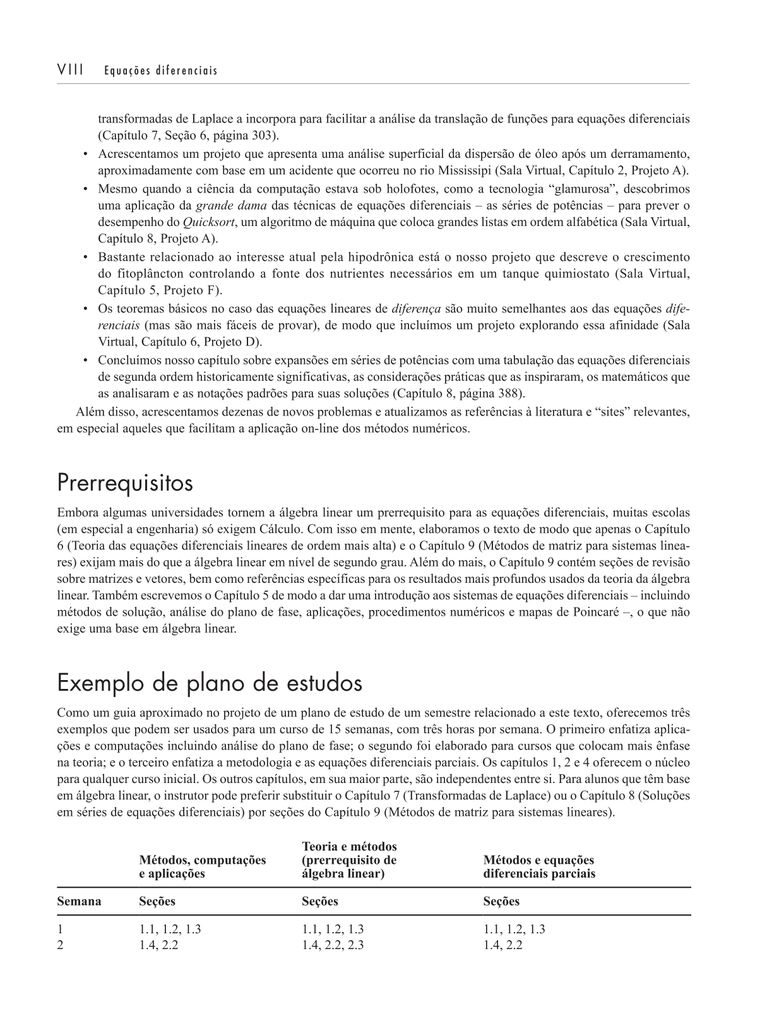 VIII Equações diferenciais
transformadas de Laplace a incorpora para facilitar a análise da translação de funções para equações diferenciais
(Capítulo 7, Seção 6, página 303).
• Acrescentamos um projeto que apresenta uma análise superficial da dispersão de óleo após um derramamento,
aproximadamente com base em um acidente que ocorreu no rio Mississipi (Sala Virtual, Capítulo 2, Projeto A).
• Mesmo quando a ciência da computação estava sob holofotes, como a tecnologia “glamurosa”, descobrimos
uma aplicação da grande dama das técnicas de equações diferenciais – as séries de potências – para prever o
desempenho do Quicksort, um algoritmo de máquina que coloca grandes listas em ordem alfabética (Sala Virtual,
Capítulo 8, Projeto A).
• Bastante relacionado ao interesse atual pela hipodrônica está o nosso projeto que descreve o crescimento
do fitoplâncton controlando a fonte dos nutrientes necessários em um tanque quimiostato (Sala Virtual,
Capítulo 5, Projeto F).
• Os teoremas básicos no caso das equações lineares de diferença são muito semelhantes aos das equações dife-
renciais (mas são mais fáceis de provar), de modo que incluímos um projeto explorando essa afinidade (Sala
Virtual, Capítulo 6, Projeto D).
• Concluímos nosso capítulo sobre expansões em séries de potências com uma tabulação das equações diferenciais
de segunda ordem historicamente significativas, as considerações práticas que as inspiraram, os matemáticos que
as analisaram e as notações padrões para suas soluções (Capítulo 8, página 388).
Além disso, acrescentamos dezenas de novos problemas e atualizamos as referências à literatura e “sites” relevantes,
em especial aqueles que facilitam a aplicação on-line dos métodos numéricos.
Prerrequisitos
Embora algumas universidades tornem a álgebra linear um prerrequisito para as equações diferenciais, muitas escolas
(em especial a engenharia) só exigem Cálculo. Com isso em mente, elaboramos o texto de modo que apenas o Capítulo
6 (Teoria das equações diferenciais lineares de ordem mais alta) e o Capítulo 9 (Métodos de matriz para sistemas linea-
res) exijam mais do que a álgebra linear em nível de segundo grau. Além do mais, o Capítulo 9 contém seções de revisão
sobre matrizes e vetores, bem como referências específicas para os resultados mais profundos usados da teoria da álgebra
linear. Também escrevemos o Capítulo 5 de modo a dar uma introdução aos sistemas de equações diferenciais – incluindo
métodos de solução, análise do plano de fase, aplicações, procedimentos numéricos e mapas de Poincaré –, o que não
exige uma base em álgebra linear.
Exemplo de plano de estudos
Como um guia aproximado no projeto de um plano de estudo de um semestre relacionado a este texto, oferecemos três
exemplos que podem ser usados para um curso de 15 semanas, com três horas por semana. O primeiro enfatiza aplica-
ções e computações incluindo análise do plano de fase; o segundo foi elaborado para cursos que colocam mais ênfase
na teoria; e o terceiro enfatiza a metodologia e as equações diferenciais parciais. Os capítulos 1, 2 e 4 oferecem o núcleo
para qualquer curso inicial. Os outros capítulos, em sua maior parte, são independentes entre si. Para alunos que têm base
em álgebra linear, o instrutor pode preferir substituir o Capítulo 7 (Transformadas de Laplace) ou o Capítulo 8 (Soluções
em séries de equações diferenciais) por seções do Capítulo 9 (Métodos de matriz para sistemas lineares).
Teoria e métodos
Métodos, computações (prerrequisito de Métodos e equações
e aplicações álgebra linear) diferenciais parciais
Semana Seções Seções Seções
1 1.1, 1.2, 1.3 1.1, 1.2, 1.3 1.1, 1.2, 1.3
2 1.4, 2.2 1.4, 2.2, 2.3 1.4, 2.2